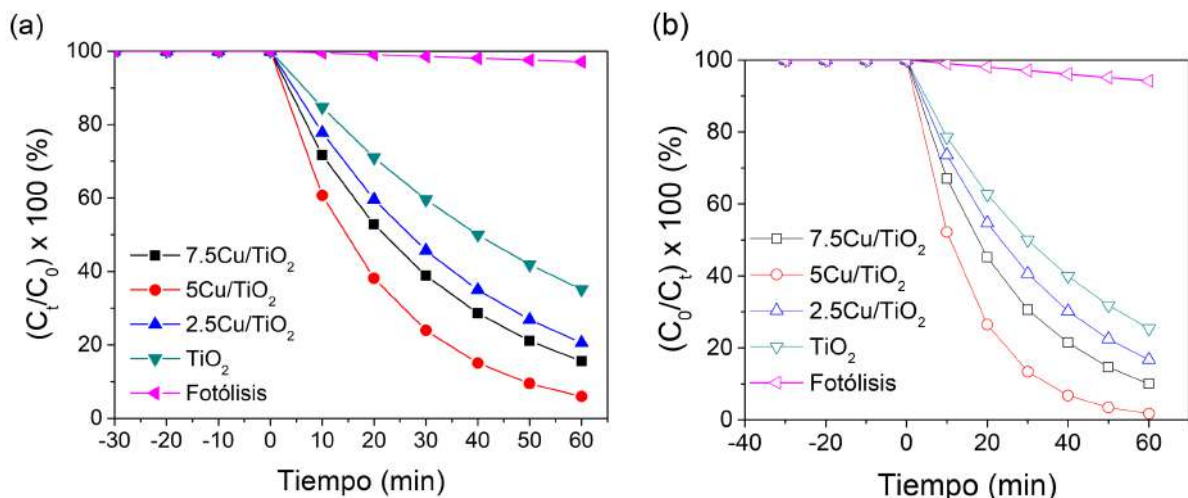 (a)
(Ct/C0) x 100 (%)
100
80
60
40
20
0
7.5Cu/TiO2
5Cu/TiO2
2.5Cu/TiO2
TiO2
Fotólisis
-30 -20 -10 0 10 20 30 40 50 60
Tiempo (min)
(b)
(C0/Ct) x 100 (%)
100
80
60
40
20
0
7.5Cu/TiO2
5Cu/TiO2
2.5Cu/TiO2
TiO2
Fotólisis
-40 -20 0 20 40 60
Tiempo (min)